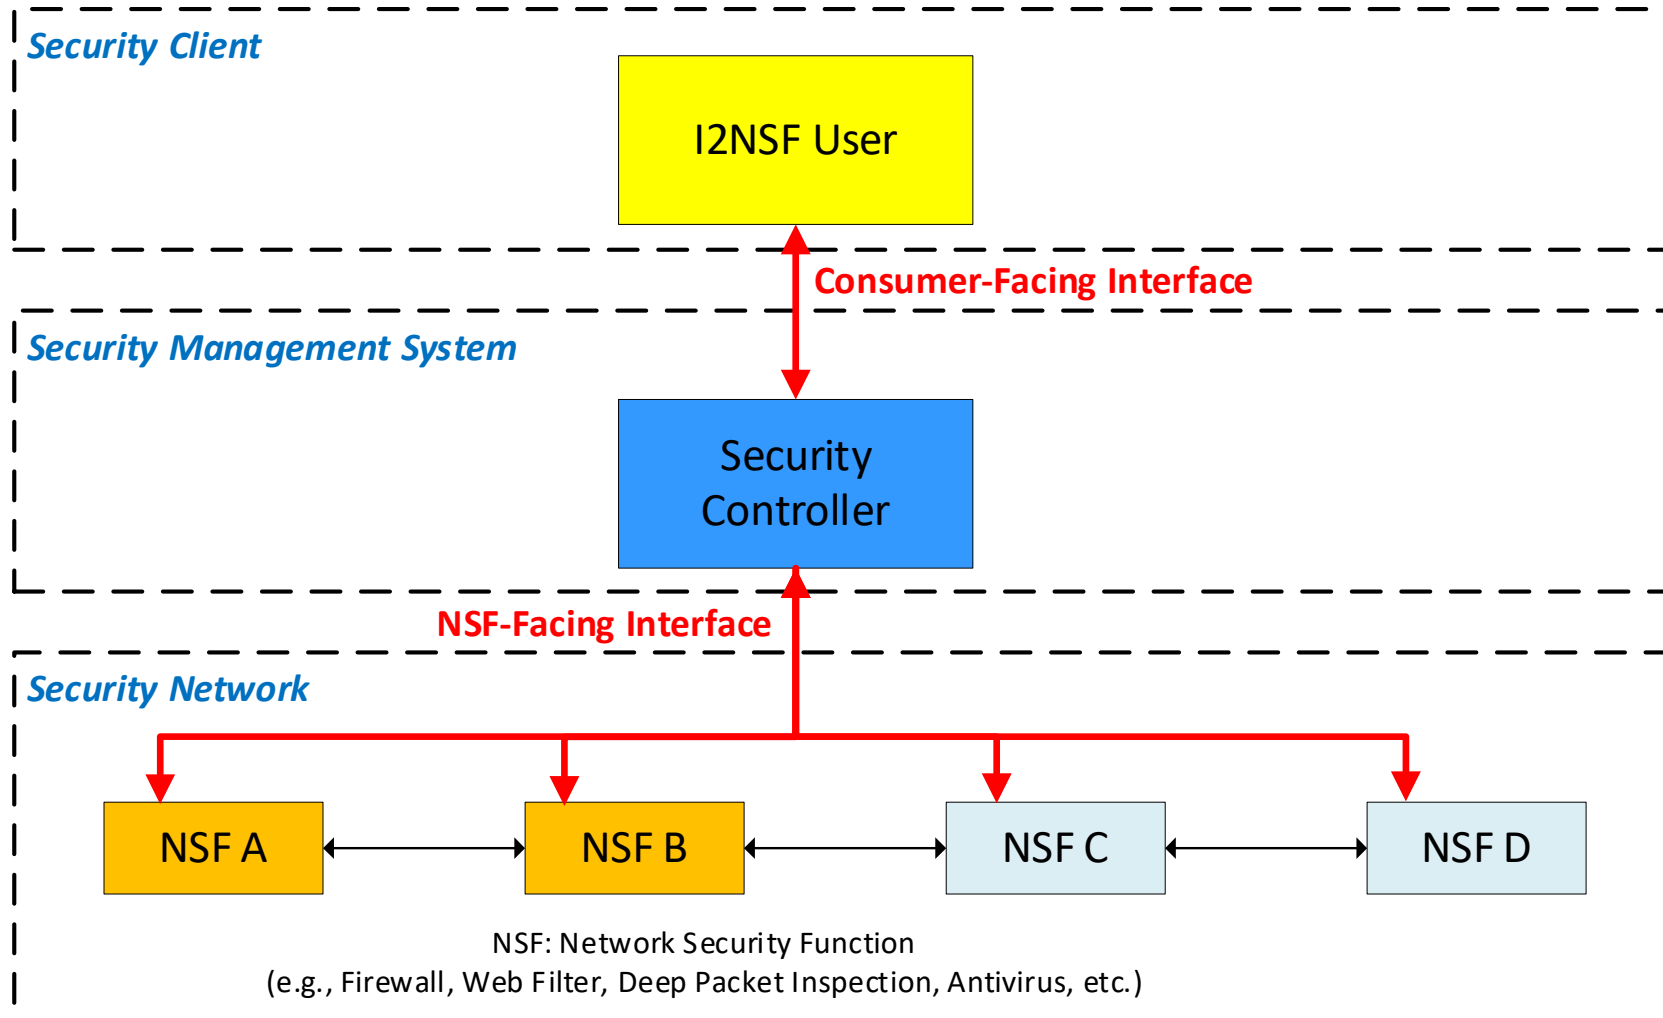 Security Client
I2NSF User
Consumer-Facing Interface
Security Management System
Security
Controller
NSF-Facing Interface
Security Network
NSF A
NSF B
NSF C
NSF D
NSF: Network Security Function
(e.g., Firewall, Web Filter, Deep Packet Inspection, Antivirus, etc.)